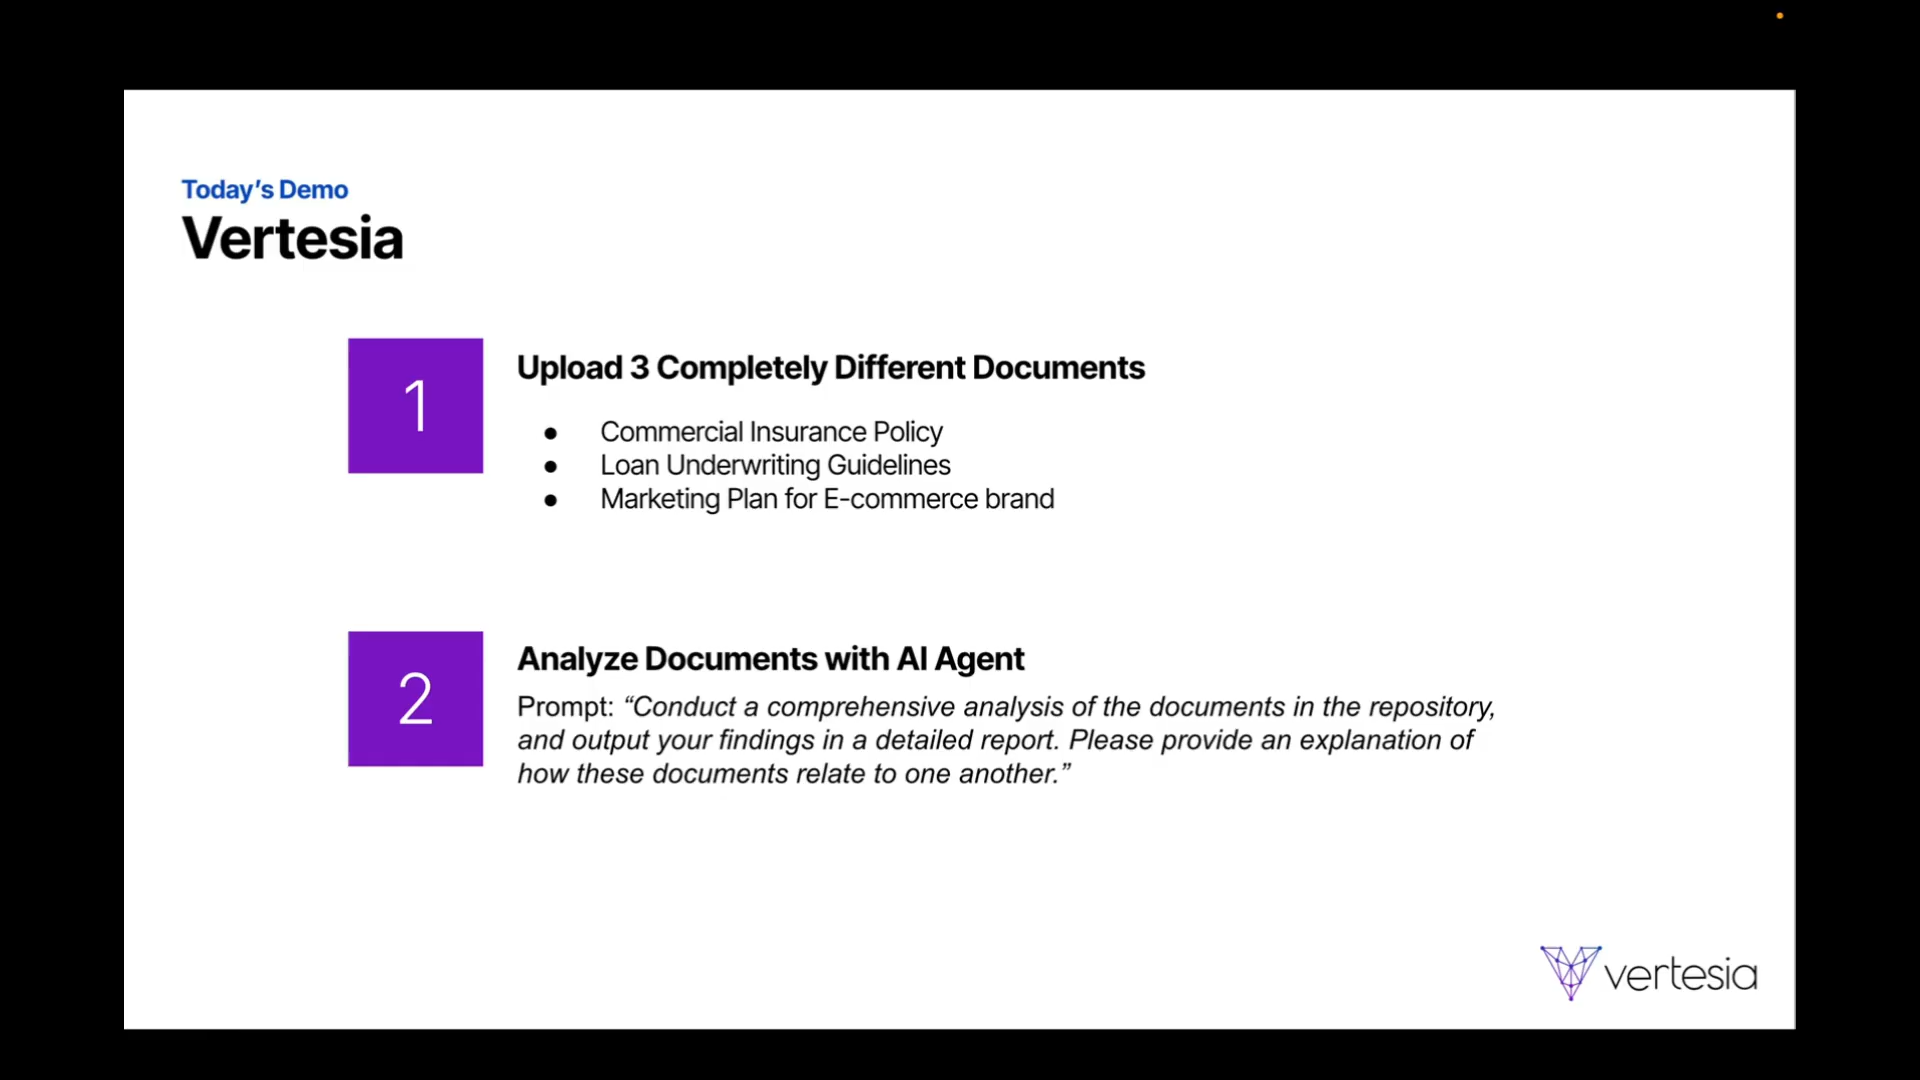 Today’s Demo
Vertesia
1
Upload 3 Completely Different Documents
● Commercial Insurance Policy
● Loan Underwriting Guidelines
● Marketing Plan for E-commerce brand
2
Analyze Documents with AI Agent
Prompt: “Conduct a comprehensive analysis of the documents in the repository,
and output your findings in a detailed report. Please provide an explanation of
how these documents relate to one another.”
vertesia